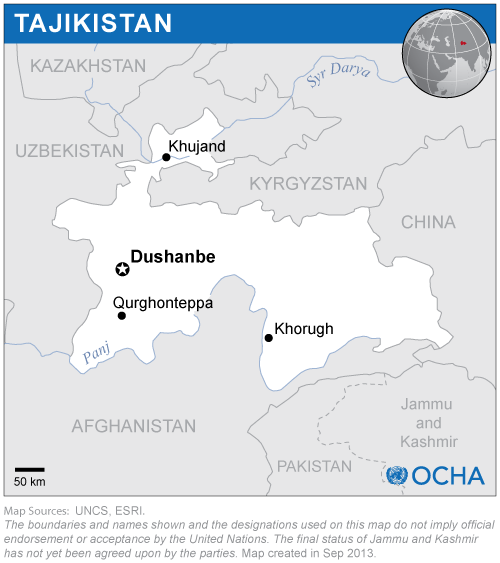 TAJIKISTAN
KAZAKHSTAN
Syr Darya
UZBEKISTAN
Khujand
KYRGYZSTAN
CHINA
Dushanbe
Qurghonteppa
Khorugh
Panj
AFGHANISTAN
Jammu
and
Kashmir
PAKISTAN
50 km
OCHA
Map Sources: UNCS, ESRI.
The boundaries and names shown and the designations used on this map do not imply official
endorsement or acceptance by the United Nations. The final status of Jammu and Kashmir
has not yet been agreed upon by the parties. Map created in Sep 2013.